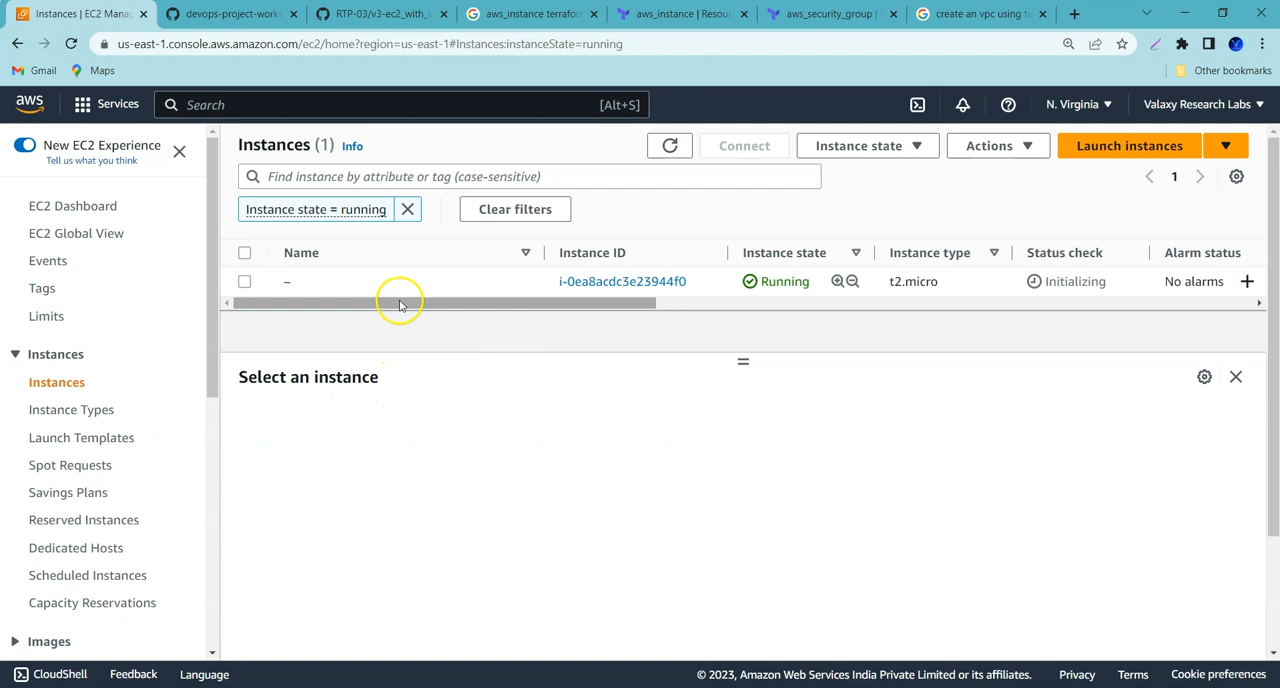 Instances | EC2 Mana
devops-project-works
RTP-03/v3-ec2_with_v
aws_instance terraform
aws_instance | Resou
aws_security_group |
create an vpc using te
us-east-1.console.aws.amazon.com/ec2/home?region=us-east-1#Instances:instanceState=running
Gmail
Maps
Other bookmarks
aws
Services
Search
[Alt+S]
N. Virginia
Valaxy Research Labs
New EC2 Experience
Tell us what you think
EC2 Dashboard
EC2 Global View
Events
Tags
Limits
Instances
Instances
Instance Types
Launch Templates
Spot Requests
Savings Plans
Reserved Instances
Dedicated Hosts
Scheduled Instances
Capacity Reservations
Images
Instances (1) Info
Connect
Instance state
Actions
Launch instances
Find instance by attribute or tag (case-sensitive)
1
Instance state = running
Clear filters
Name
Instance ID
Instance state
Instance type
Status check
Alarm status
–
i-0ea8acdc3e23944f0
Running
t2.micro
Initializing
No alarms
Select an instance
CloudShell
Feedback
Language
© 2023, Amazon Web Services India Private Limited or its affiliates.
Privacy
Terms
Cookie preferences